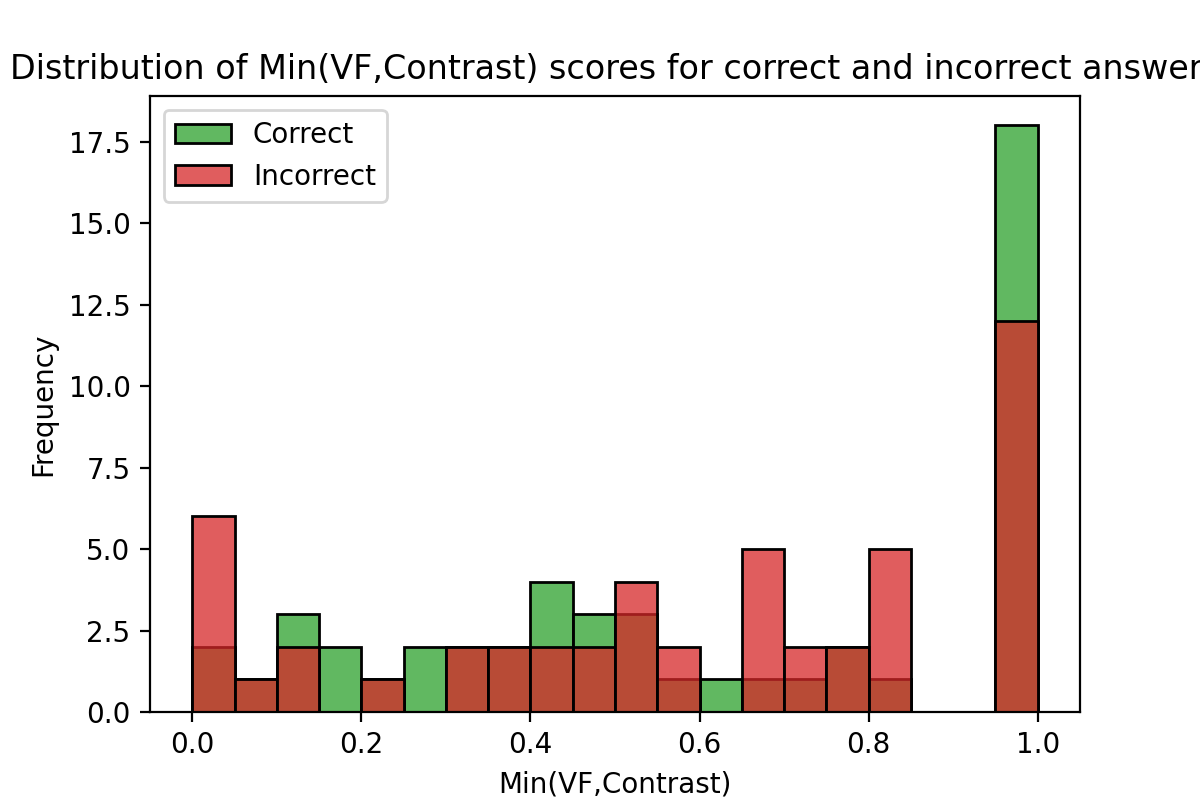 Distribution of Min(VF,Contrast) scores for correct and incorrect answer
Correct
Incorrect
17.5
15.0
12.5
10.0
7.5
5.0
2.5
0.0
Frequency
0.0 0.2 0.4 0.6 0.8 1.0
Min(VF,Contrast)